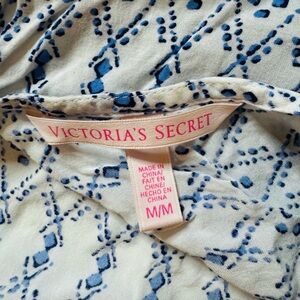 VICTORIA'S SECRET
MADE IN
CHINA/
FAIT EN
CHINE/
HECHO EN
CHINA
M/M